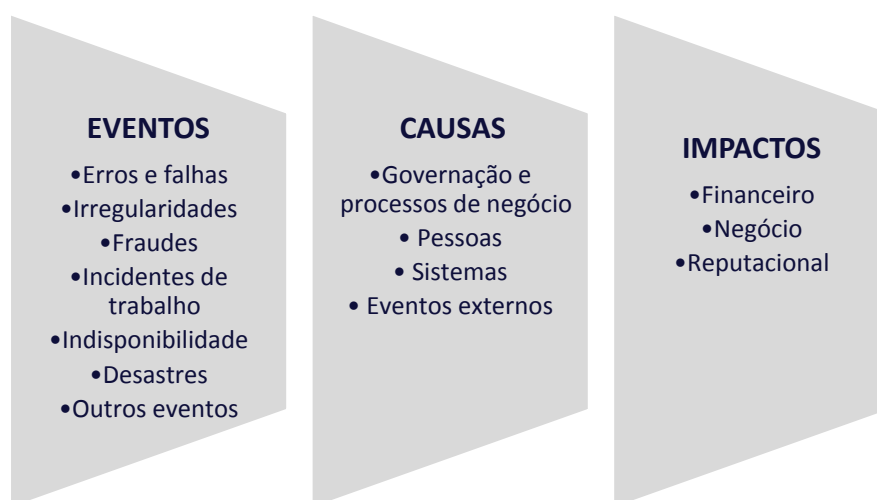 EVENTOS
•Erros e falhas
•Irregularidades
•Fraudes
•Incidentes de
trabalho
•Indisponibilidade
•Desastres
•Outros eventos
CAUSAS
•Governação e
processos de negócio
• Pessoas
• Sistemas
• Eventos externos
IMPACTOS
•Financeiro
•Negócio
•Reputacional